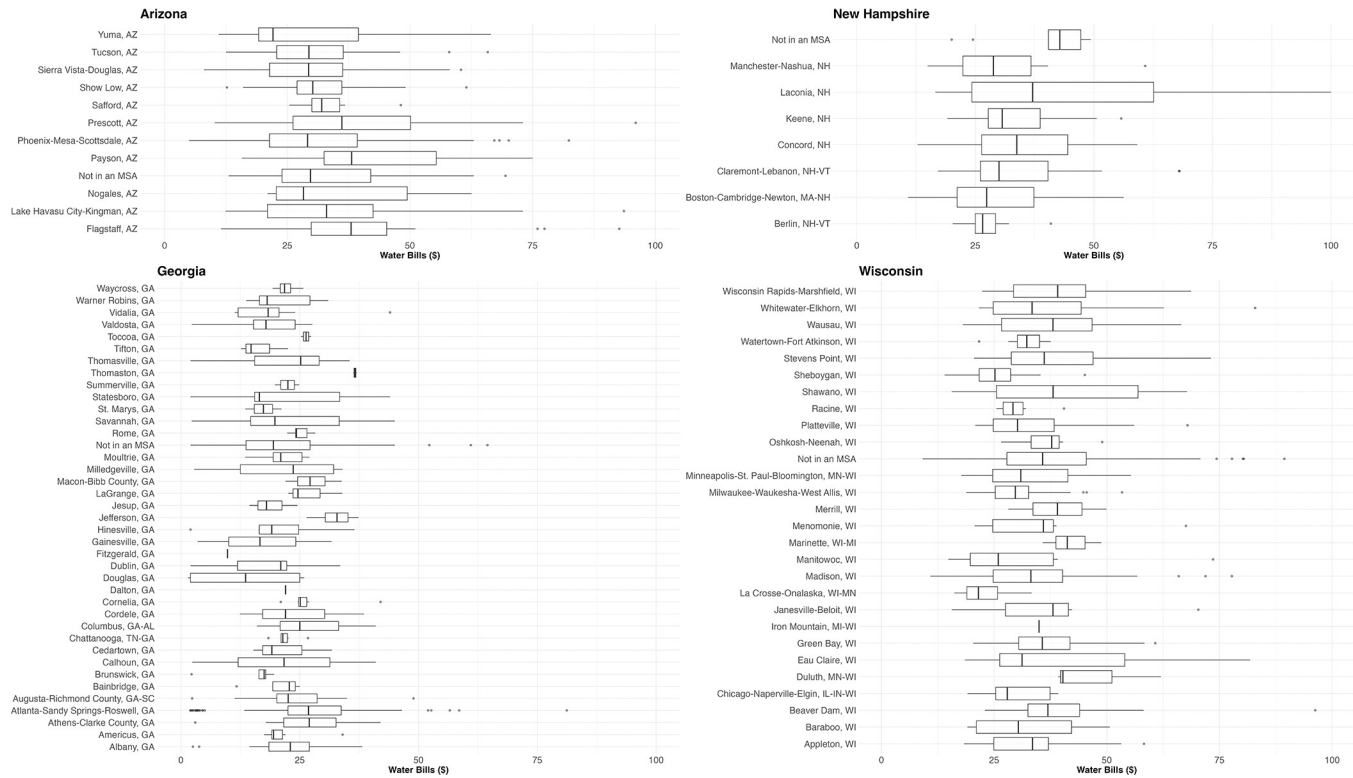 Arizona
Yuma, AZ
Tucson, AZ
Sierra Vista-Douglas, AZ
Show Low, AZ
Safford, AZ
Prescott, AZ
Phoenix-Mesa-Scottsdale, AZ
Payson, AZ
Not in an MSA
Nogales, AZ
Lake Havasu City-Kingman, AZ
Flagstaff, AZ
0 25 50 75 100
Water Bills ($)
New Hampshire
Not in an MSA
Manchester-Nashua, NH
Laconia, NH
Keene, NH
Concord, NH
Claremont-Lebanon, NH-VT
Boston-Cambridge-Newton, MA-NH
Berlin, NH-VT
0 25 50 75 100
Water Bills ($)
Georgia
Waycross, GA
Warner Robins, GA
Vidalia, GA
Valdosta, GA
Toccoa, GA
Tifton, GA
Thomasville, GA
Thomaston, GA
Summerville, GA
Statesboro, GA
St. Marys, GA
Savannah, GA
Rome, GA
Not in an MSA
Moultrie, GA
Milledgeville, GA
Macon-Bibb County, GA
LaGrange, GA
Jesup, GA
Jefferson, GA
Hinesville, GA
Gainesville, GA
Fitzgerald, GA
Dublin, GA
Douglas, GA
Dalton, GA
Cornelia, GA
Cordele, GA
Columbus, GA-AL
Chattanooga, TN-GA
Cedartown, GA
Calhoun, GA
Brunswick, GA
Bainbridge, GA
Augusta-Richmond County, GA-SC
Atlanta-Sandy Springs-Roswell, GA
Athens-Clarke County, GA
Americus, GA
Albany, GA
0 25 50 75 100
Water Bills ($)
Wisconsin
Wisconsin Rapids-Marshfield, WI
Whitewater-Elkhorn, WI
Wausau, WI
Watertown-Fort Atkinson, WI
Stevens Point, WI
Sheboygan, WI
Shawano, WI
Racine, WI
Platteville, WI
Oshkosh-Neenah, WI
Not in an MSA
Minneapolis-St. Paul-Bloomington, MN-WI
Milwaukee-Waukesha-West Allis, WI
Merrill, WI
Menomonie, WI
Marinette, WI-MI
Manitowoc, WI
Madison, WI
La Crosse-Onalaska, WI-MN
Janesville-Beloit, WI
Iron Mountain, MI-WI
Green Bay, WI
Eau Claire, WI
Duluth, MN-WI
Chicago-Naperville-Elgin, IL-IN-WI
Beaver Dam, WI
Baraboo, WI
Appleton, WI
0 25 50 75 100
Water Bills ($)